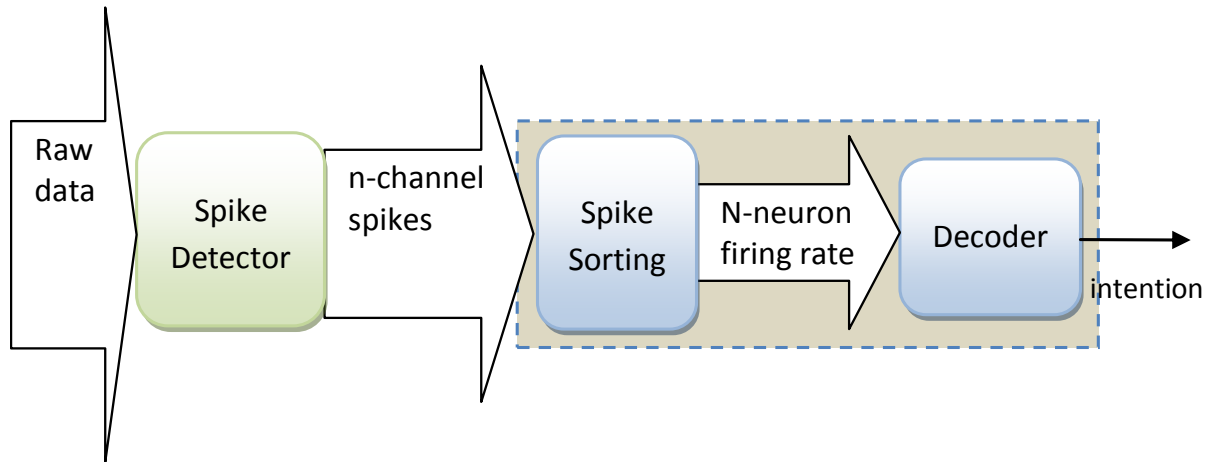 Raw
data
Spike
Detector
n-channel
spikes
Spike
Sorting
N-neuron
firing rate
Decoder
intention